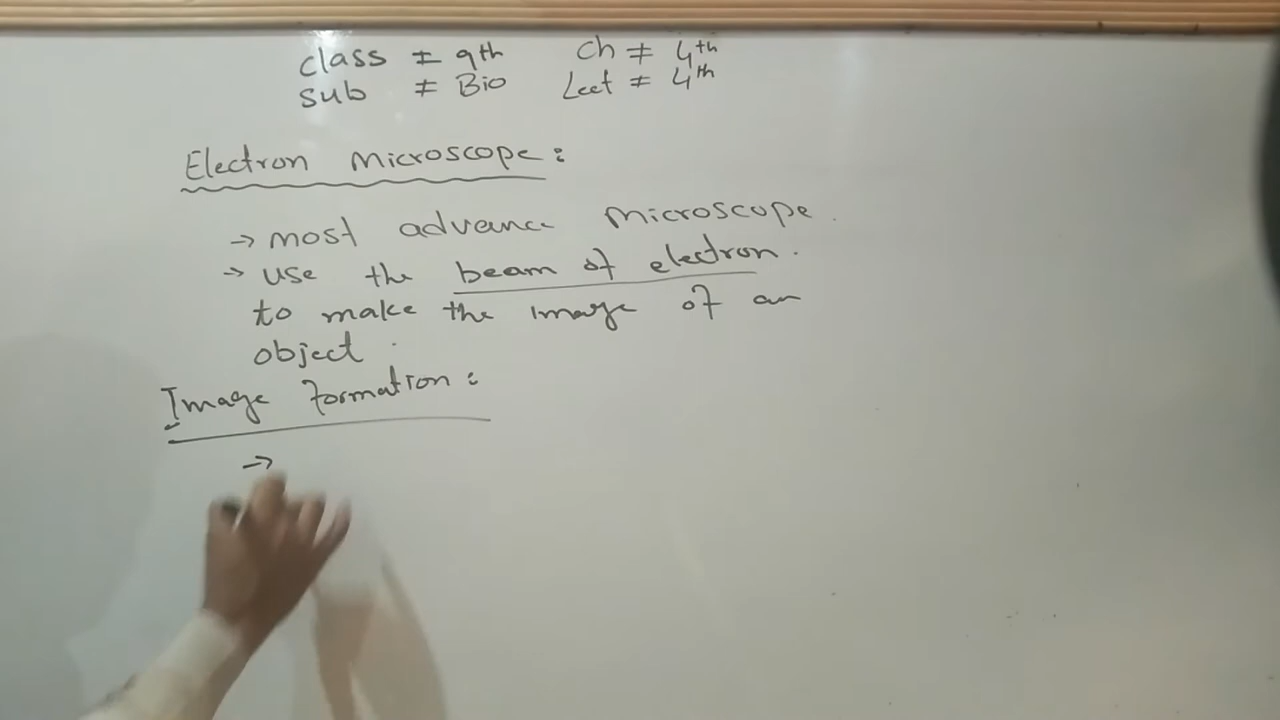 class ≠ 9th ch ≠ 4th
sub ≠ Bio Lect ≠ 4th
Electron Microscope:
→ most advance Microscope.
→ use the beam of electron.
to make the image of an
object.
Image formation:
→